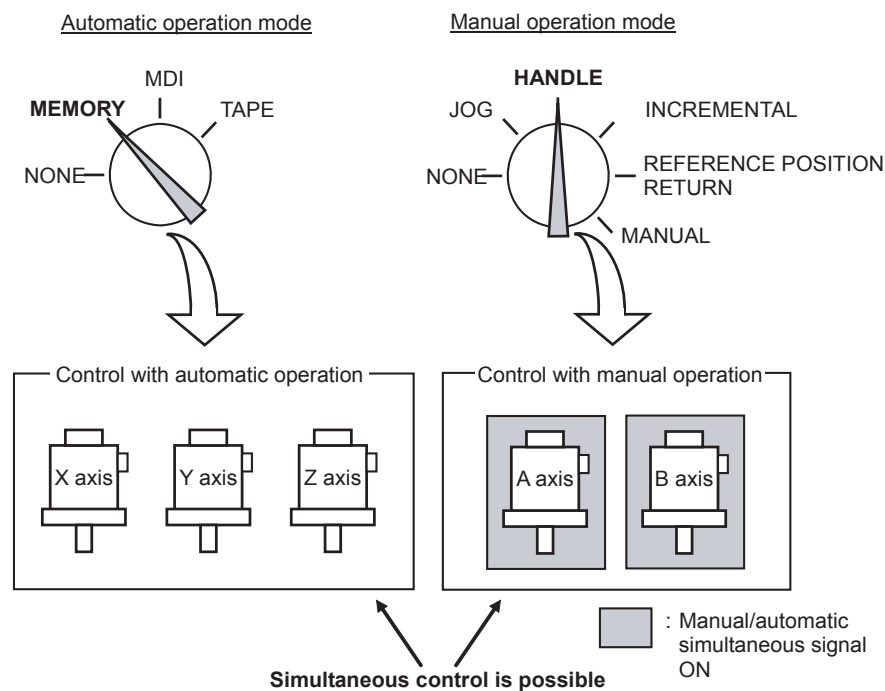 Automatic operation mode
Manual operation mode
MDI
MEMORY
TAPE
NONE
HANDLE
JOG
INCREMENTAL
NONE
REFERENCE POSITION
RETURN
MANUAL
Control with automatic operation
X axis
Y axis
Z axis
Control with manual operation
A axis
B axis
: Manual/automatic
simultaneous signal
ON
Simultaneous control is possible